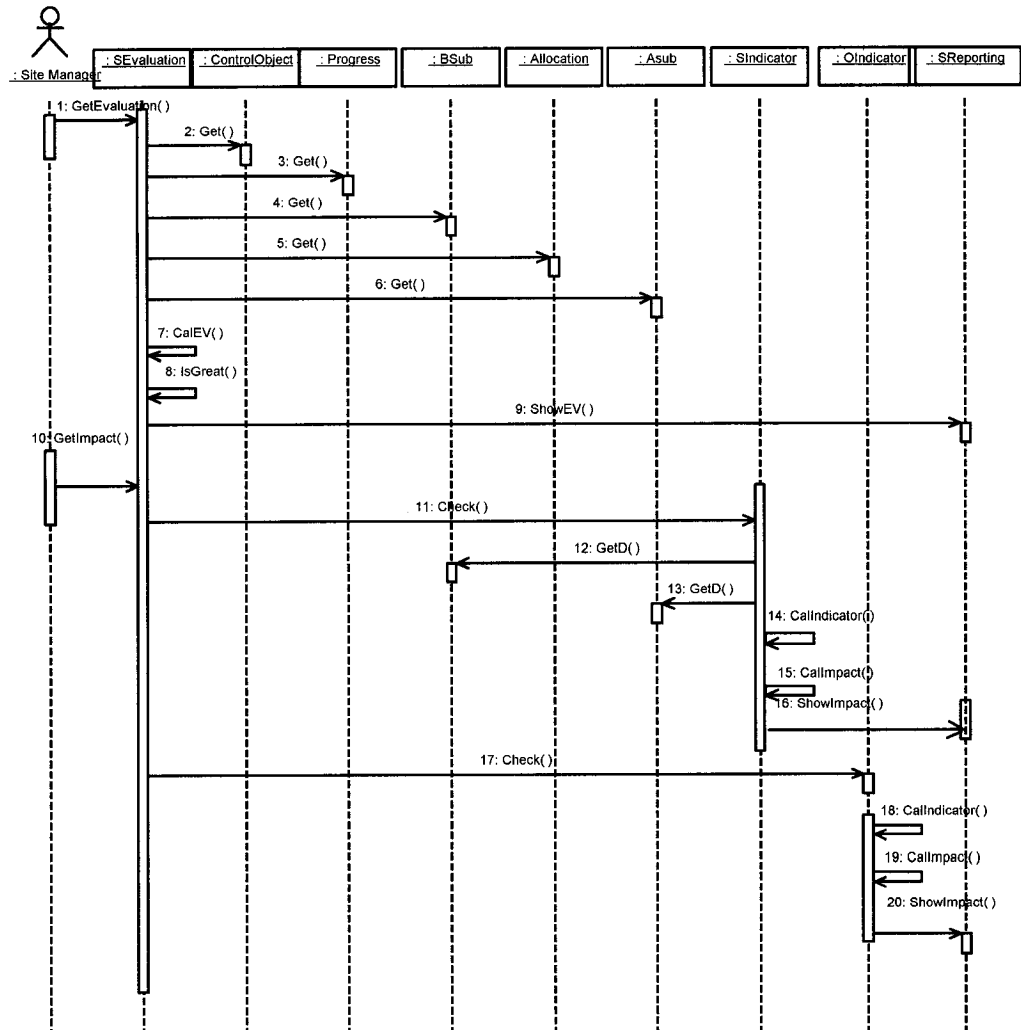 : Site Manager
: SEvaluation
: ControlObject
: Progress
: BSub
: Allocation
: Asub
: SIndicator
: OIndicator
: SReporting
1: GetEvaluation( )
2: Get( )
3: Get( )
4: Get( )
5: Get( )
6: Get( )
7: CalEV( )
8: IsGreat( )
9: ShowEV( )
10: GetImpact( )
11: Check( )
12: GetD( )
13: GetD( )
14: CalIndicator( )
15: CalImpact( )
16: ShowImpact( )
17: Check( )
18: CalIndicator( )
19: CalImpact( )
20: ShowImpact( )